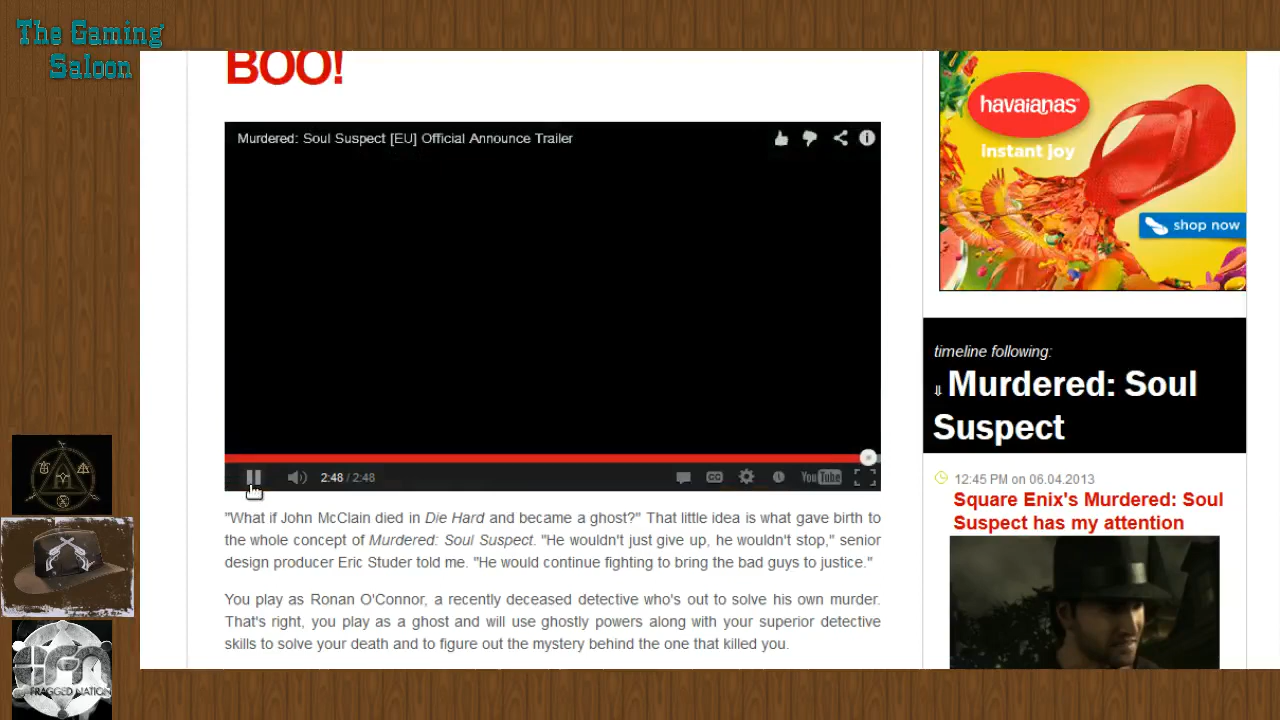 The Gaming
Saloon
BOO!
Murdered: Soul Suspect [EU] Official Announce Trailer
2:48 / 2:48
CC
YouTube
"What if John McClain died in Die Hard and became a ghost?" That little idea is what gave birth to
the whole concept of Murdered: Soul Suspect. "He wouldn't just give up, he wouldn't stop," senior
design producer Eric Studer told me. "He would continue fighting to bring the bad guys to justice."
You play as Ronan O'Connor, a recently deceased detective who's out to solve his own murder.
That's right, you play as a ghost and will use ghostly powers along with your superior detective
skills to solve your death and to figure out the mystery behind the one that killed you.
havaianas
instant joy
shop now
timeline following:
⇓ Murdered: Soul
Suspect
12:45 PM on 06.04.2013
Square Enix's Murdered: Soul
Suspect has my attention
FRAGGED NATION